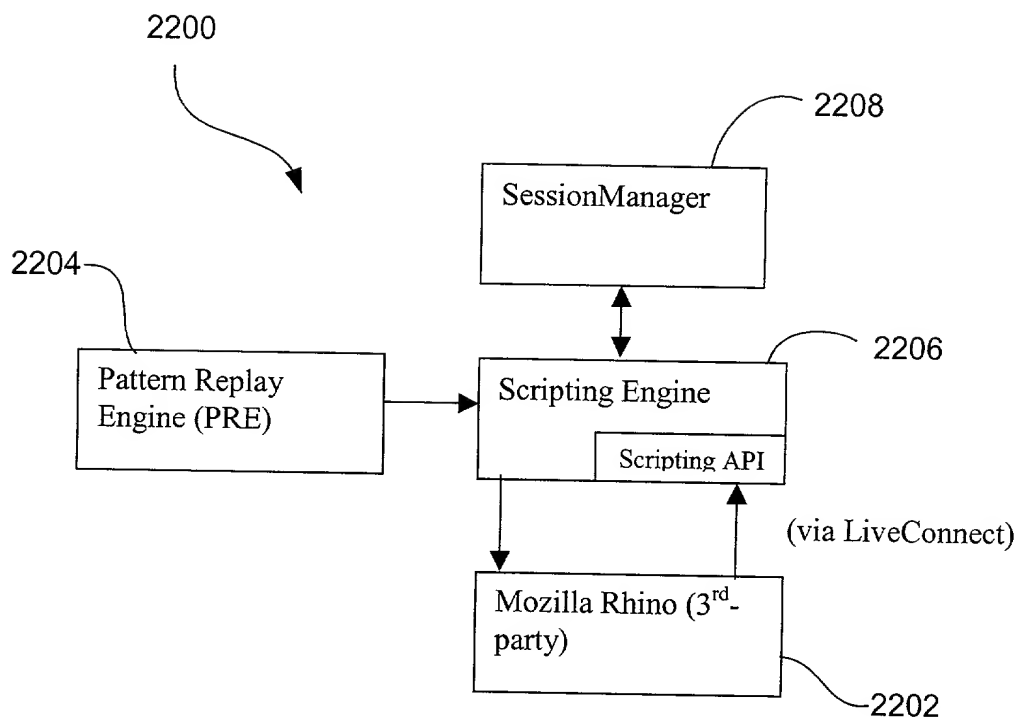 2200
2208
SessionManager
2204
2206
Pattern Replay
Engine (PRE)
Scripting Engine
Scripting API
(via LiveConnect)
Mozilla Rhino (3rd-
party)
2202